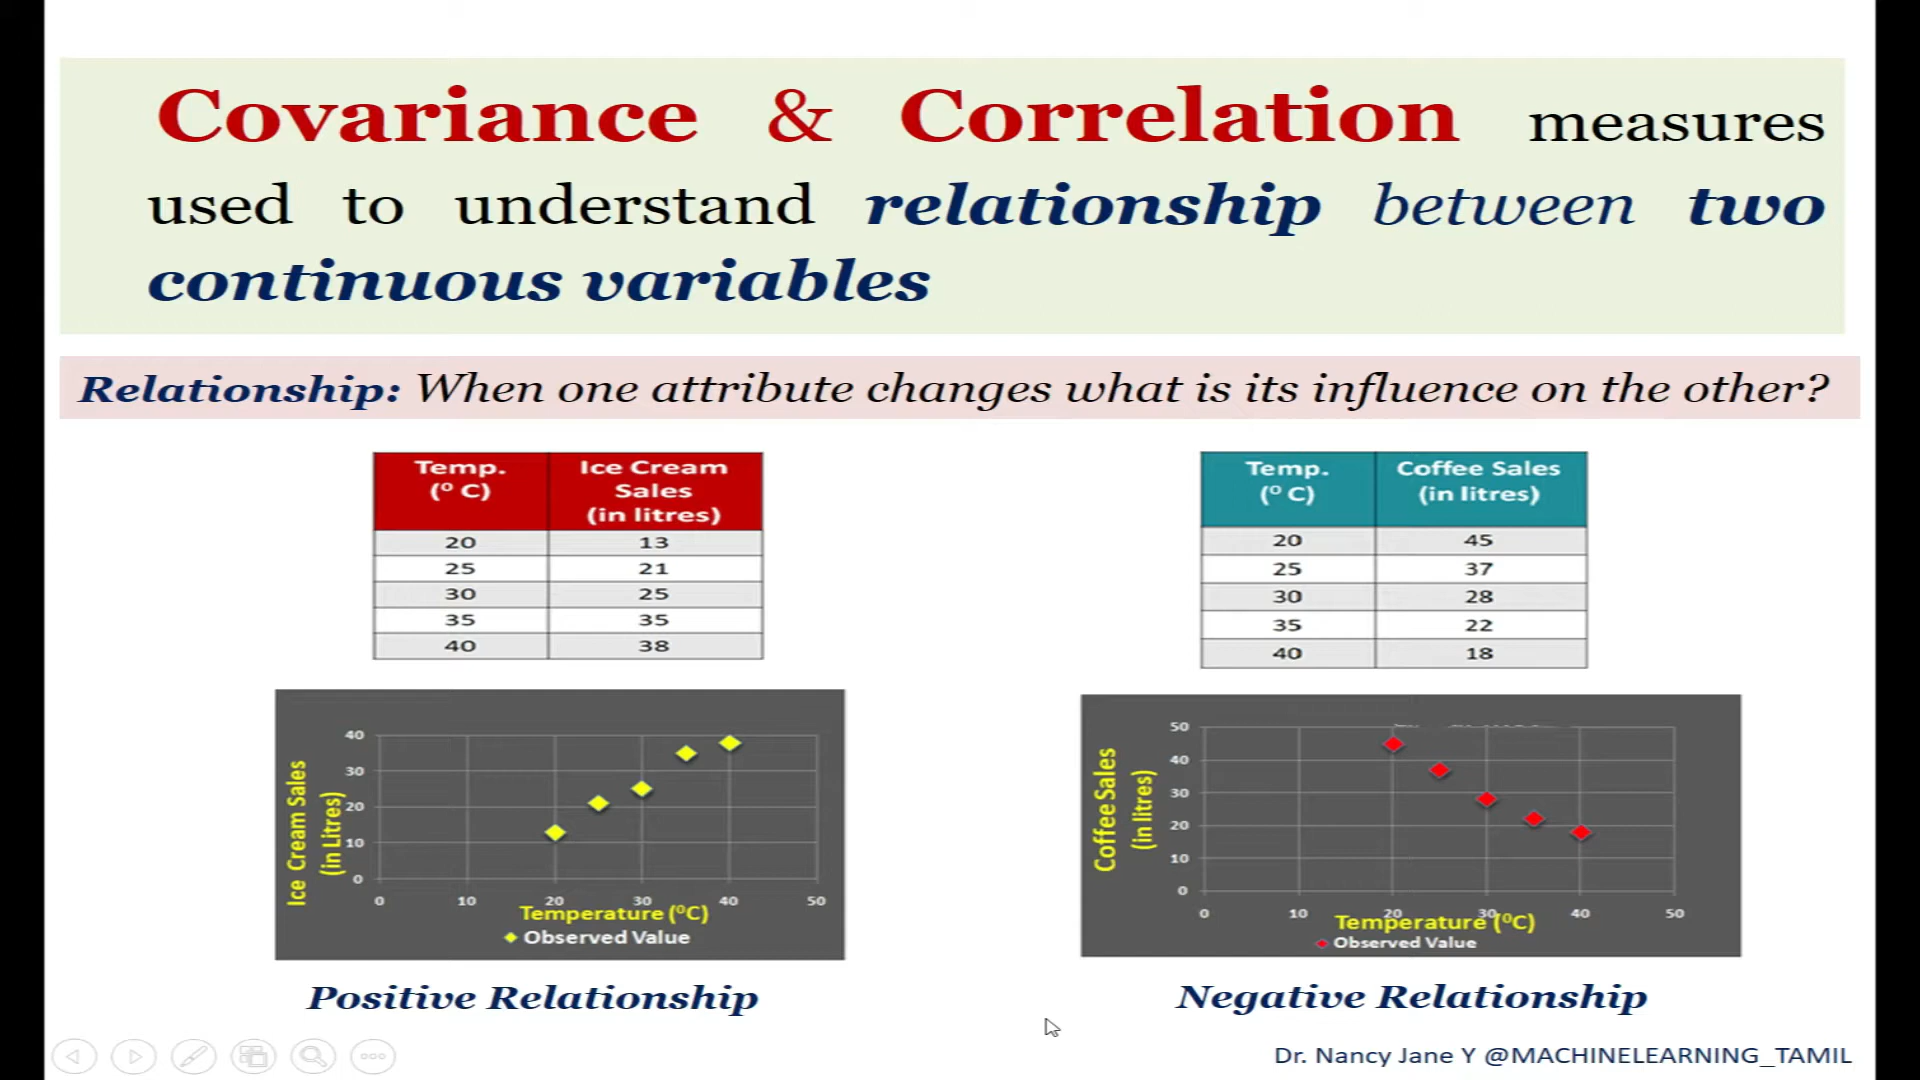 Covariance & Correlation measures
used to understand relationship between two
continuous variables
Relationship: When one attribute changes what is its influence on the other?
Temp. (⁰ C) Ice Cream Sales (in litres)
20 13
25 21
30 25
35 35
40 38
Temp. (⁰ C) Coffee Sales (in litres)
20 45
25 37
30 28
35 22
40 18
Ice Cream Sales
(in Litres)
40
30
20
10
0
0 10 20 30 40 50
Temperature (⁰C)
Observed Value
Positive Relationship
Coffee Sales
(in litres)
50
40
30
20
10
0
0 10 20 30 40 50
Temperature (⁰C)
Observed Value
Negative Relationship
Dr. Nancy Jane Y @MACHINELEARNING_TAMIL